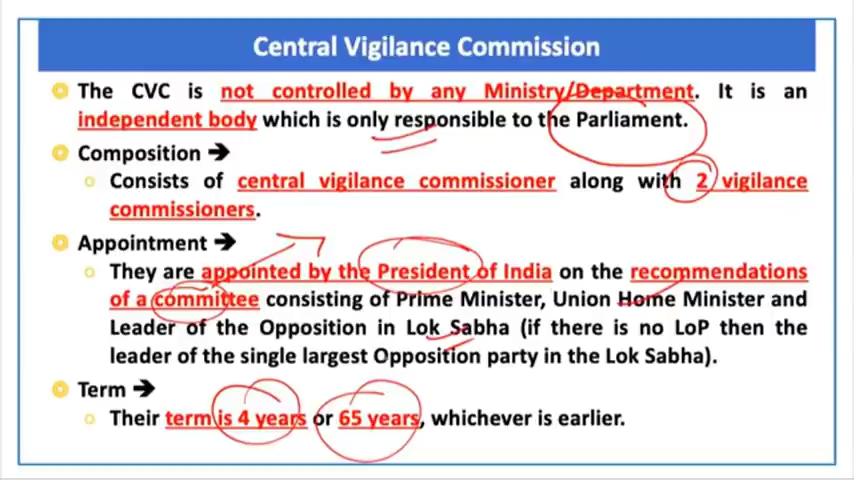 Central Vigilance Commission
The CVC is not controlled by any Ministry/Department. It is an
independent body which is only responsible to the Parliament.
Composition →
Consists of central vigilance commissioner along with 2 vigilance
commissioners.
Appointment →
They are appointed by the President of India on the recommendations
of a committee consisting of Prime Minister, Union Home Minister and
Leader of the Opposition in Lok Sabha (if there is no LoP then the
leader of the single largest Opposition party in the Lok Sabha).
Term →
Their term is 4 years or 65 years, whichever is earlier.